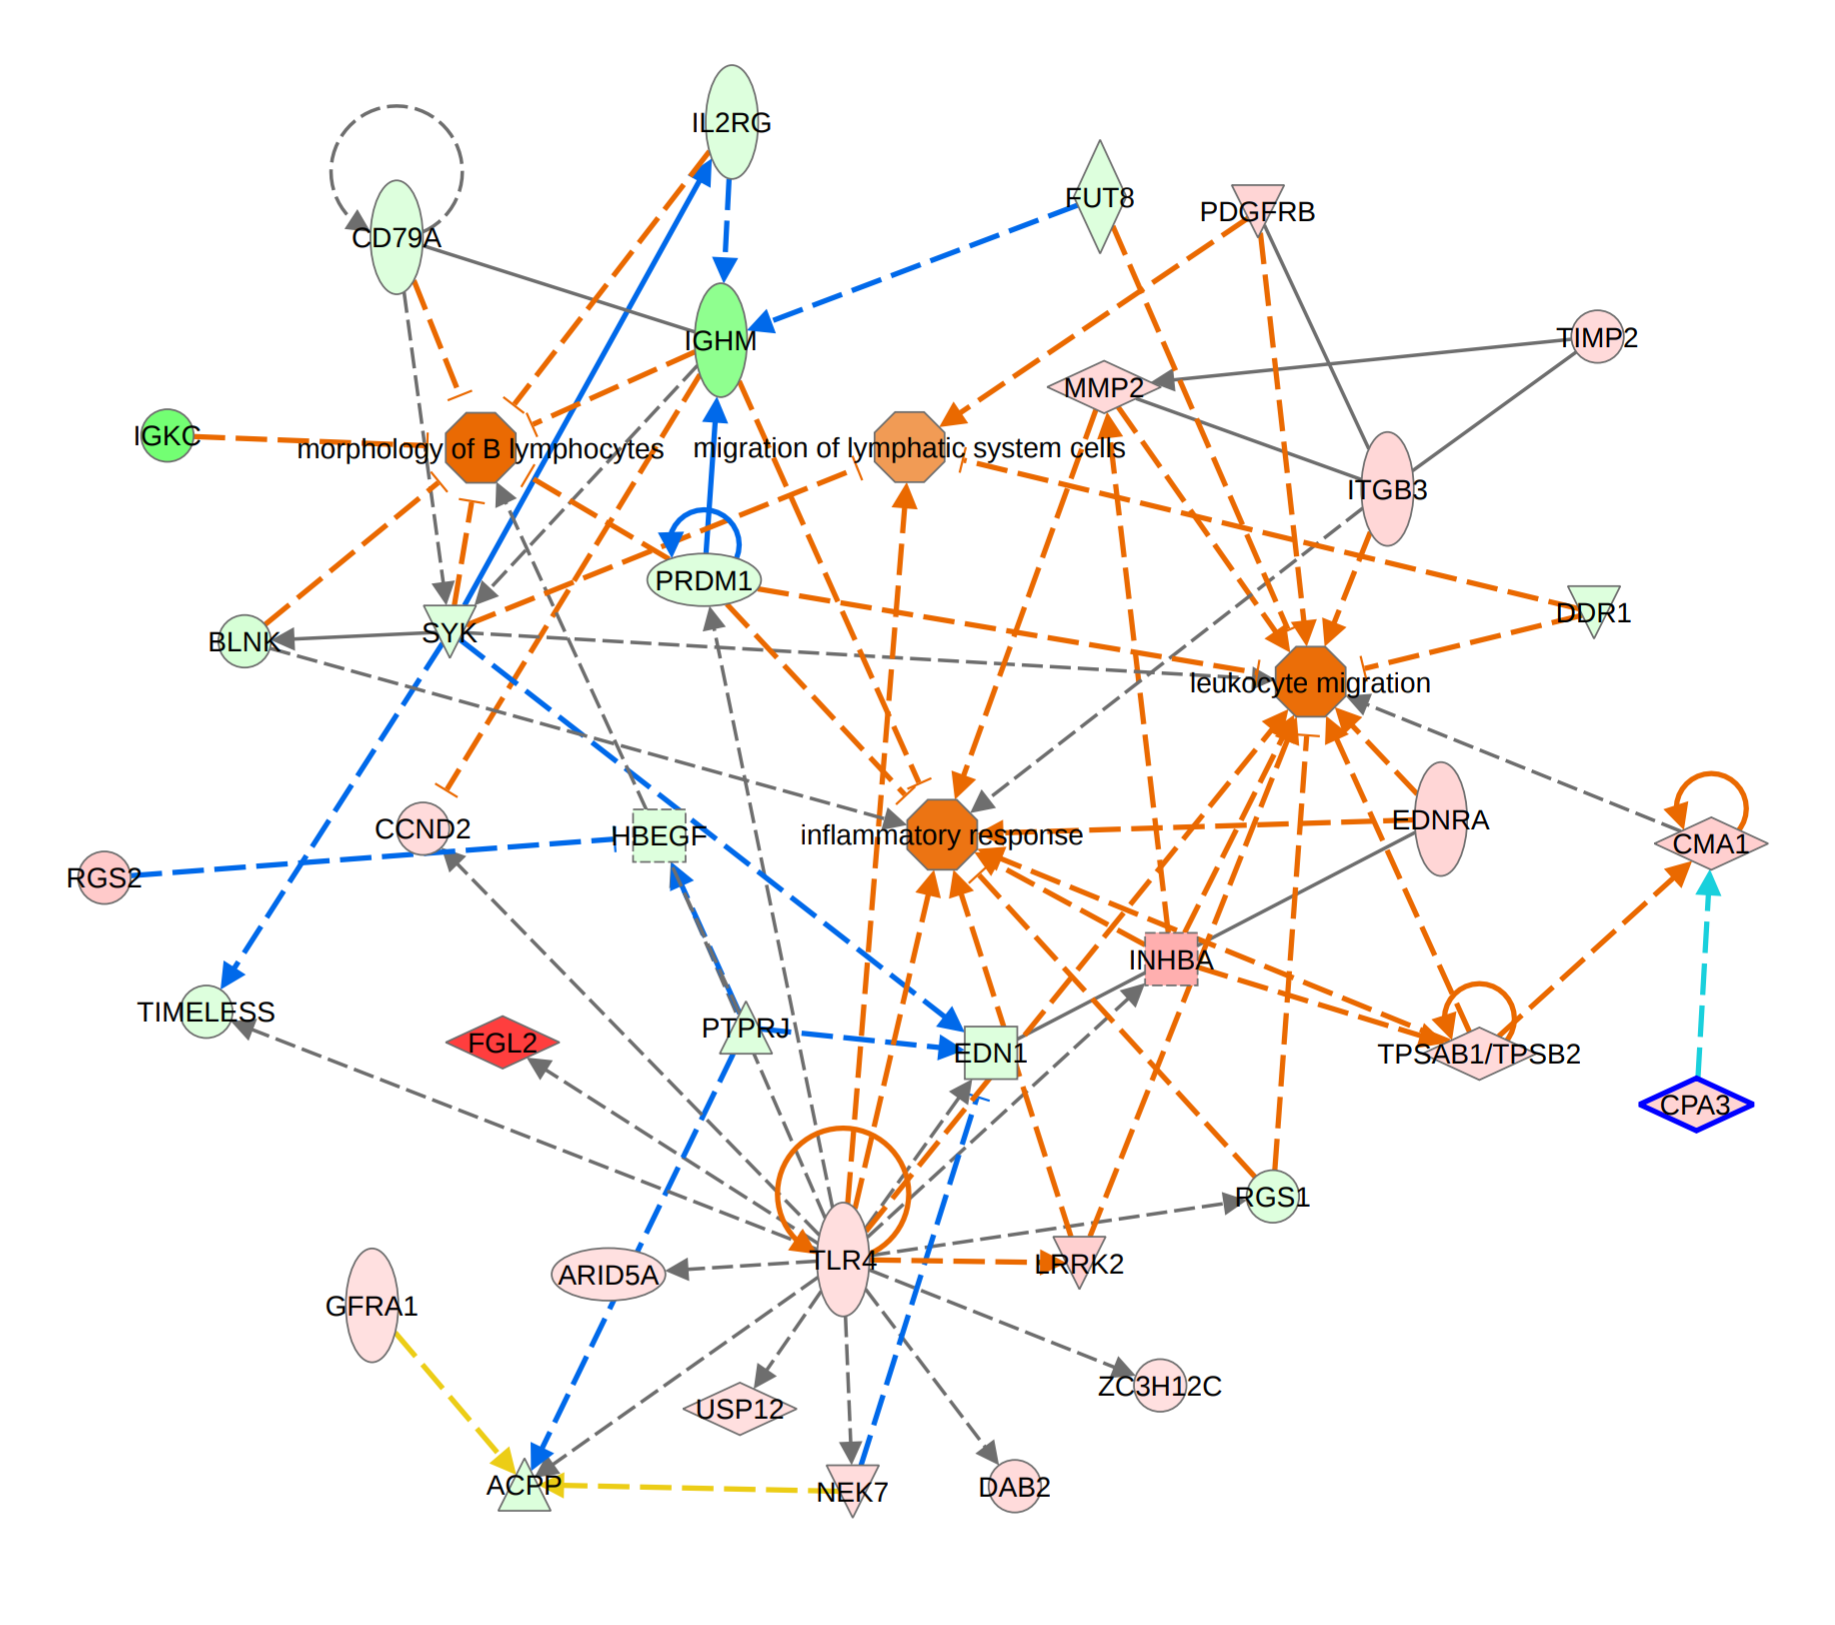 IL2RG
FUT8
PDGFRB
CD79A
IGHM
TIMP2
MMP2
IGKC
morphology of B lymphocytes
migration of lymphatic system cells
ITGB3
PRDM1
DDR1
SYK
BLNK
leukocyte migration
CCND2
HBEGF
inflammatory response
EDNRA
CMA1
RGS2
INHBA
TIMELESS
PTPRJ
FGL2
EDN1
TPSAB1/TPSB2
CPA3
RGS1
TLR4
LRRK2
ARID5A
GFRA1
ZC3H12C
USP12
ACPP
NEK7
DAB2